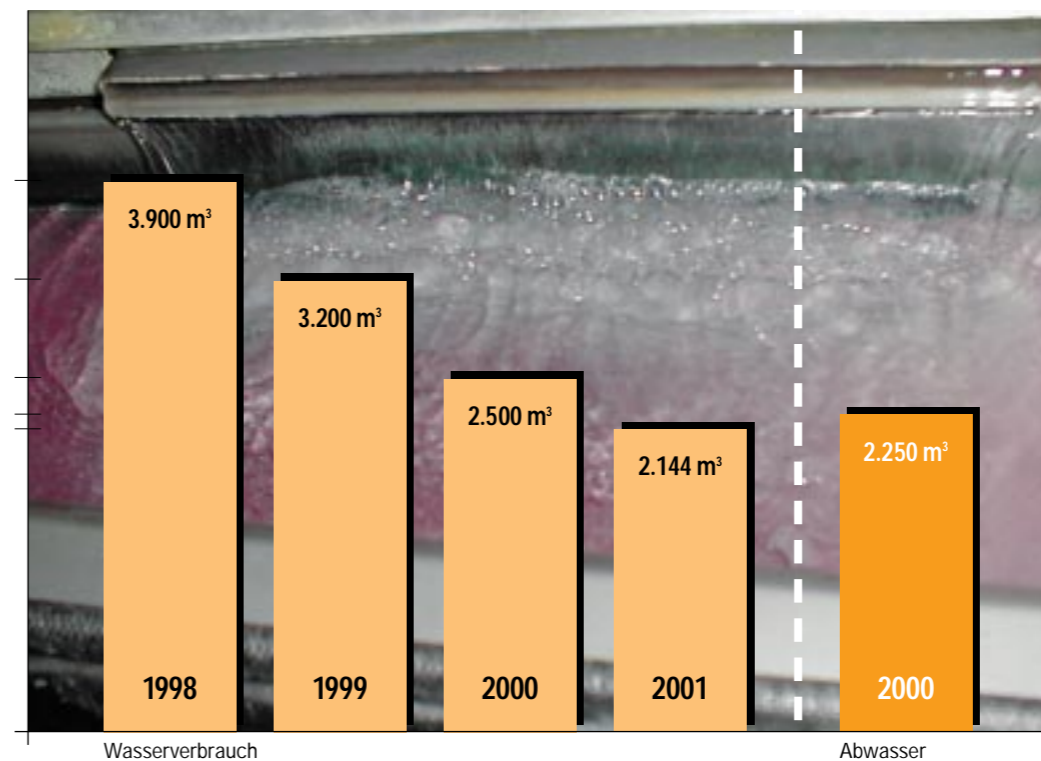 3.900 m³
3.200 m³
2.500 m³
2.144 m³
2.250 m³
1998
1999
2000
2001
2000
Wasserverbrauch
Abwasser